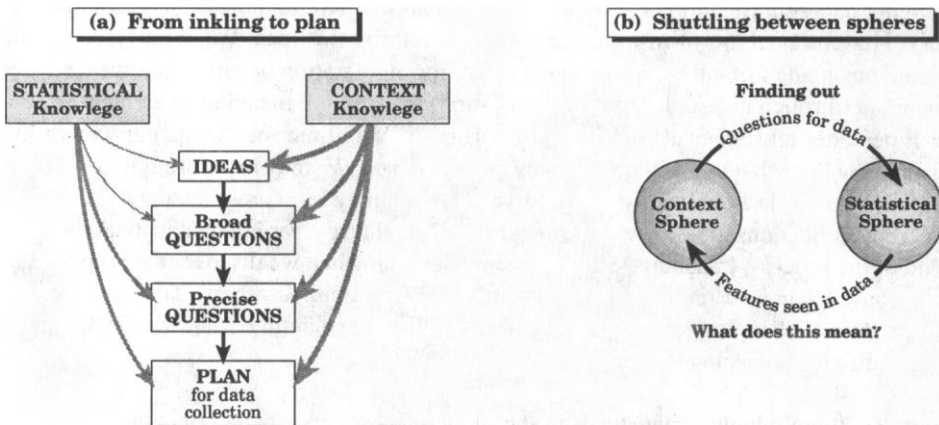 (a) From inkling to plan
STATISTICAL
Knowlege
CONTEXT
Knowlege
IDEAS
Broad
QUESTIONS
Precise
QUESTIONS
PLAN
for data
collection
(b) Shuttling between spheres
Finding out
Questions for data
Context
Sphere
Statistical
Sphere
Features seen in data
What does this mean?